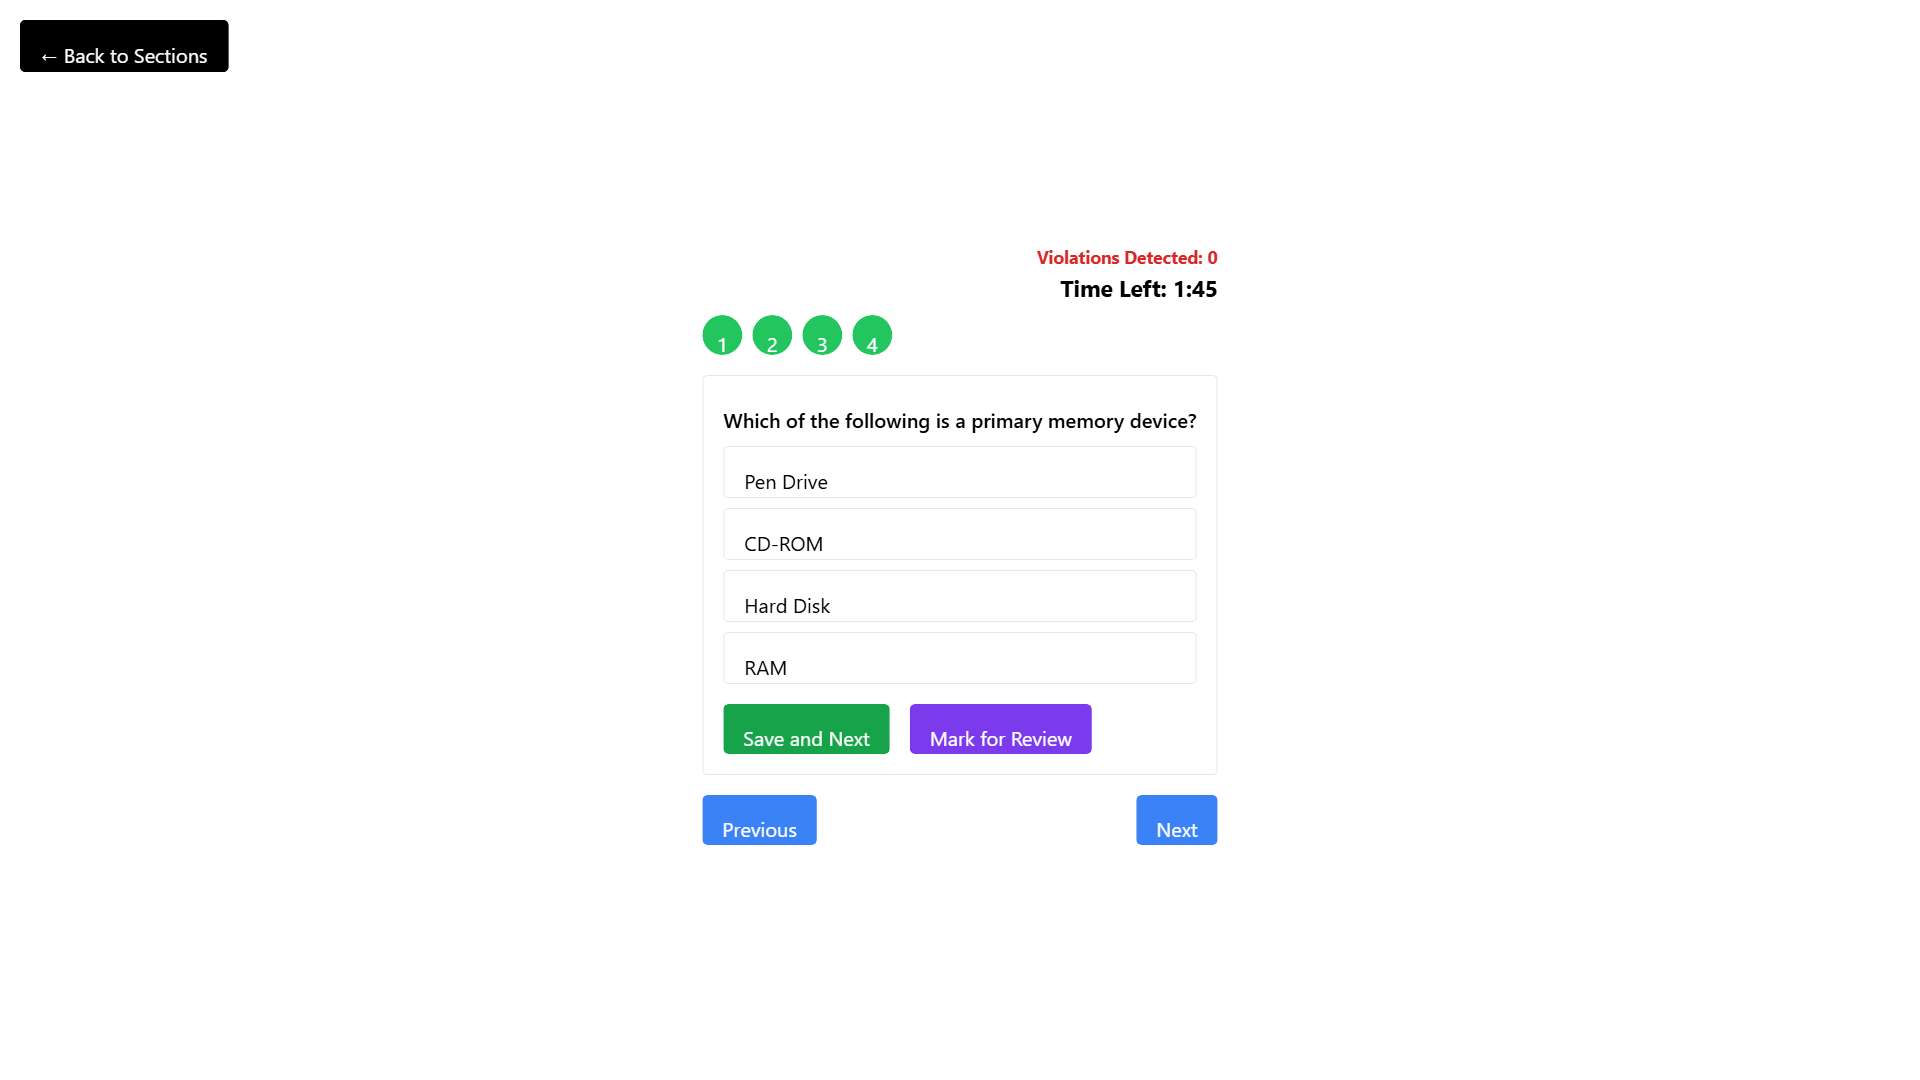 ← Back to Sections
Violations Detected: 0
Time Left: 1:45
1 2 3 4
Which of the following is a primary memory device?
Pen Drive
CD-ROM
Hard Disk
RAM
Save and Next Mark for Review
Previous Next